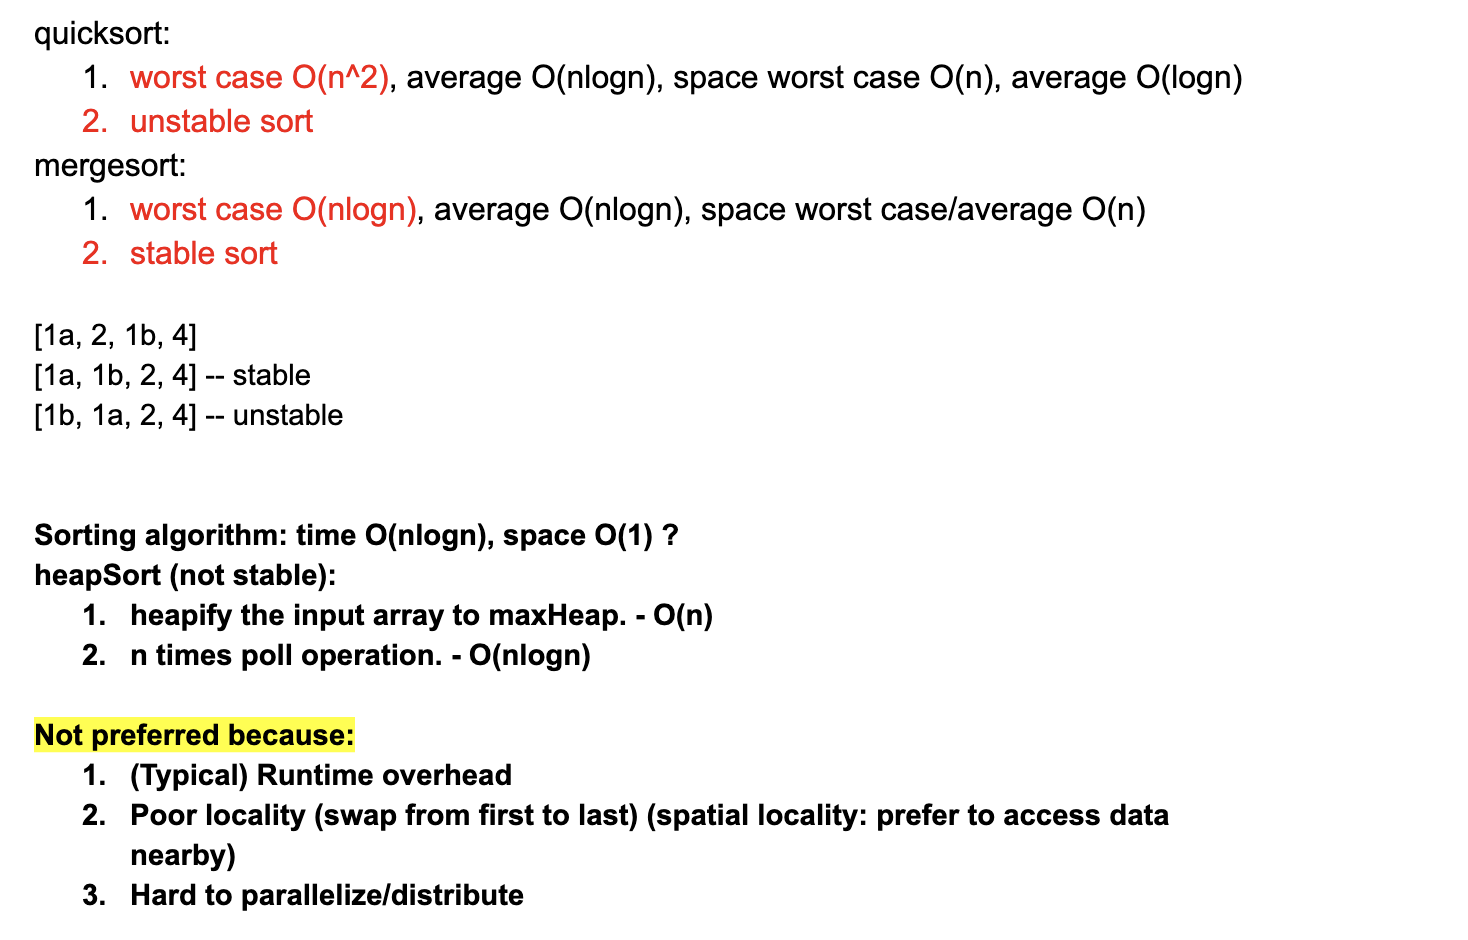 quicksort:
1. worst case O(n^2), average O(nlogn), space worst case O(n), average O(logn)
2. unstable sort
mergesort:
1. worst case O(nlogn), average O(nlogn), space worst case/average O(n)
2. stable sort
[1a, 2, 1b, 4]
[1a, 1b, 2, 4] -- stable
[1b, 1a, 2, 4] -- unstable
Sorting algorithm: time O(nlogn), space O(1) ?
heapSort (not stable):
1. heapify the input array to maxHeap. - O(n)
2. n times poll operation. - O(nlogn)
Not preferred because:
1. (Typical) Runtime overhead
2. Poor locality (swap from first to last) (spatial locality: prefer to access data
nearby)
3. Hard to parallelize/distribute